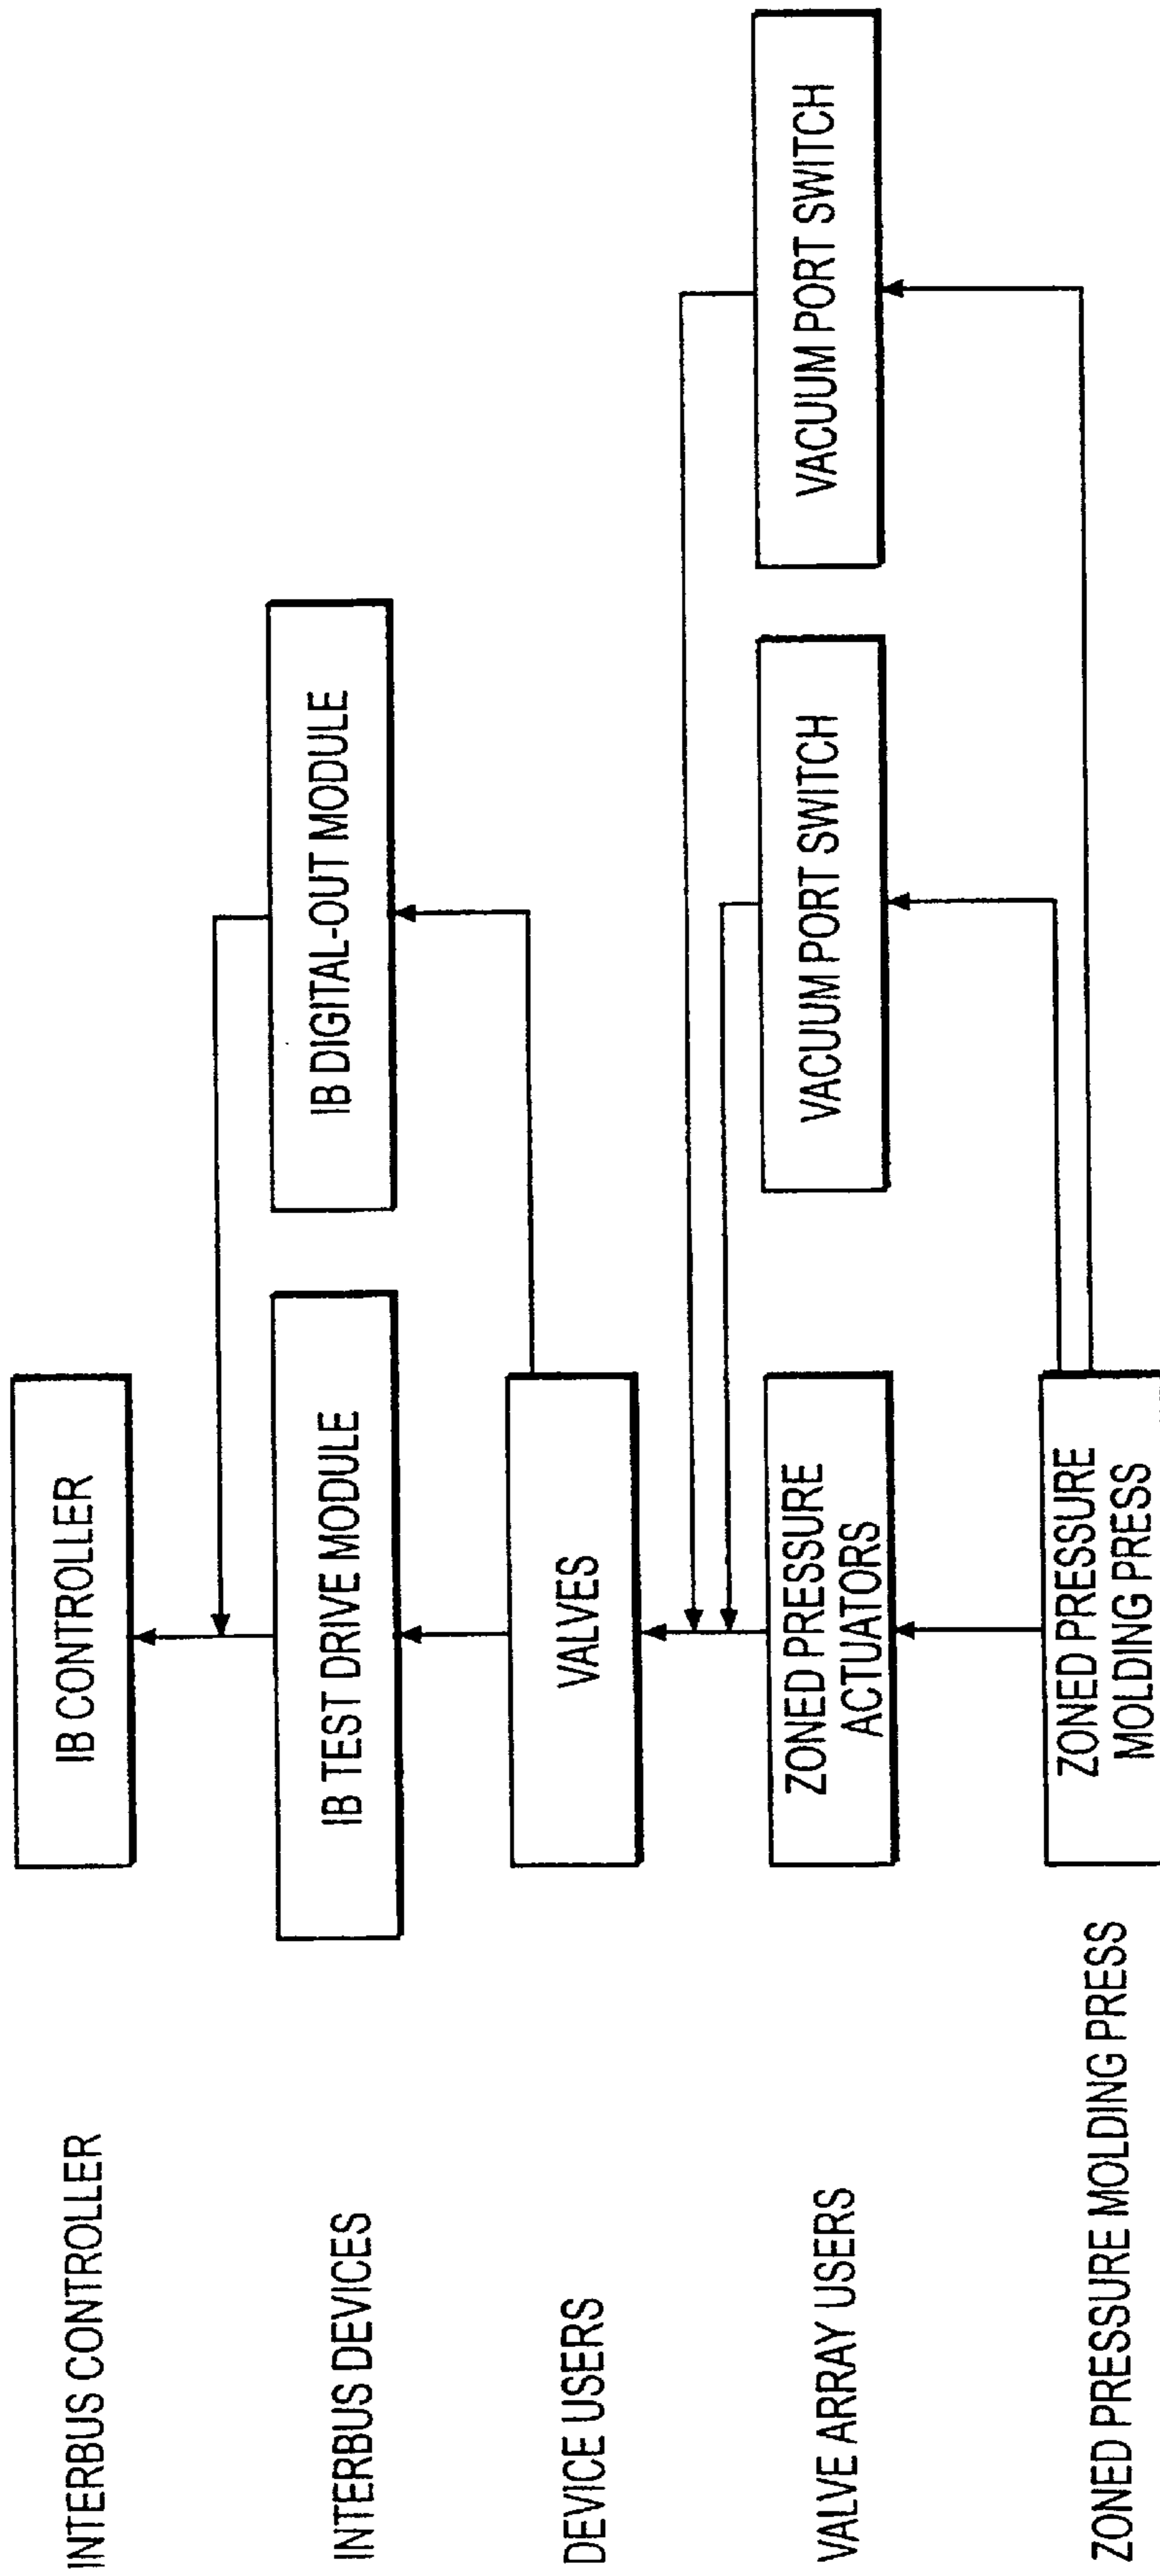 INTERBUS CONTROLLER
IB CONTROLLER
INTERBUS DEVICES
IB TEST DRIVE MODULE
IB DIGITAL-OUT MODULE
DEVICE USERS
VALVES
VALVE ARRAY USERS
ZONED PRESSURE
ACTUATORS
VACUUM PORT SWITCH
VACUUM PORT SWITCH
ZONED PRESSURE MOLDING PRESS
ZONED PRESSURE
MOLDING PRESS